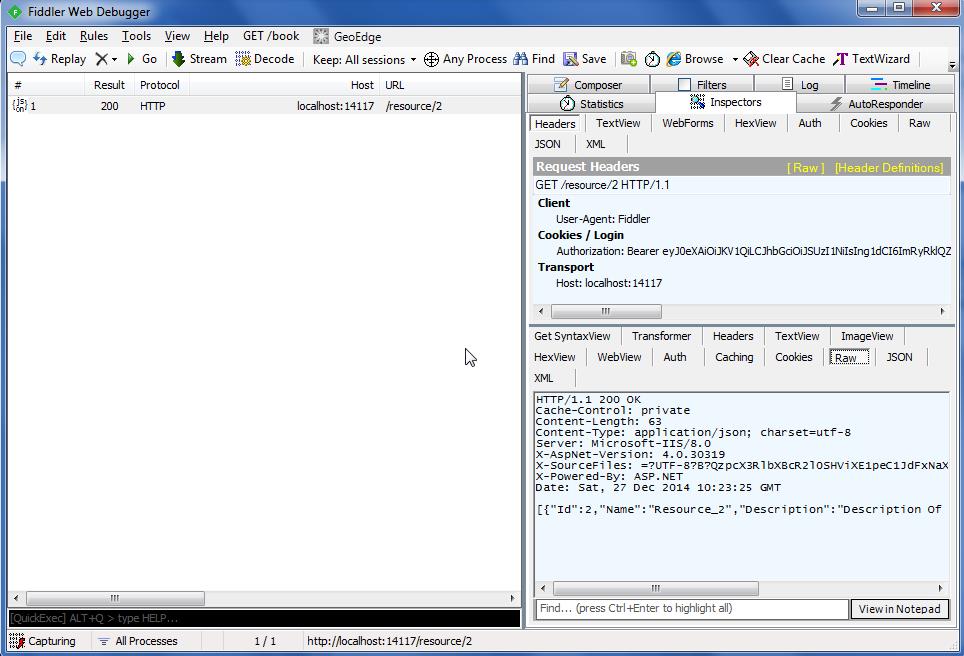 Fiddler Web Debugger
File Edit Rules Tools View Help GET /book GeoEdge
Replay Go Stream Decode Keep: All sessions Any Process Find Save Browse Clear Cache TextWizard
# Result Protocol Host URL
1 200 HTTP localhost:14117 /resource/2
Composer Filters Log Timeline
Statistics Inspectors AutoResponder
Headers TextView WebForms HexView Auth Cookies Raw
JSON XML
Request Headers [ Raw ] [Header Definitions]
GET /resource/2 HTTP/1.1
Client
User-Agent: Fiddler
Cookies / Login
Authorization: Bearer eyJ0eXAiOiJKV1QiLCJhbGciOiJSUzI1NiIsIng1dCI6ImRyRklQZ
Transport
Host: localhost:14117
Get SyntaxView Transformer Headers TextView ImageView
HexView WebView Auth Caching Cookies Raw JSON
XML
HTTP/1.1 200 OK
Cache-Control: private
Content-Length: 63
Content-Type: application/json; charset=utf-8
Server: Microsoft-IIS/8.0
X-AspNet-Version: 4.0.30319
X-SourceFiles: =?UTF-8?B?QzpcX3RlbXBcR2l0SHViXE1peC1JdFxNaX
X-Powered-By: ASP.NET
Date: Sat, 27 Dec 2014 10:23:25 GMT
[{"Id":2,"Name":"Resource_2","Description":"Description Of
Find... (press Ctrl+Enter to highlight all) View in Notepad
[QuickExec] ALT+Q > type HELP...
Capturing All Processes 1 / 1 http://localhost:14117/resource/2